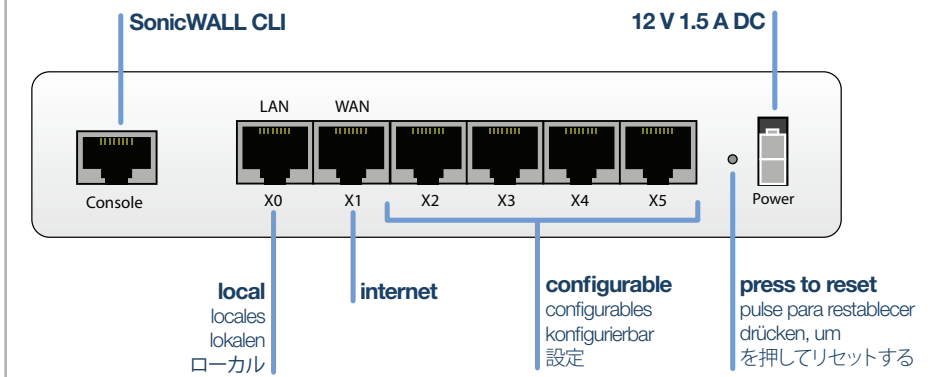 SonicWALL CLI
12 V 1.5 A DC
LAN WAN
Console X0 X1 X2 X3 X4 X5 Power
local
locales
lokalen
ローカル
internet
configurable
configurables
konfigurierbar
設定
press to reset
pulse para restablecer
drücken, um
を押してリセットする